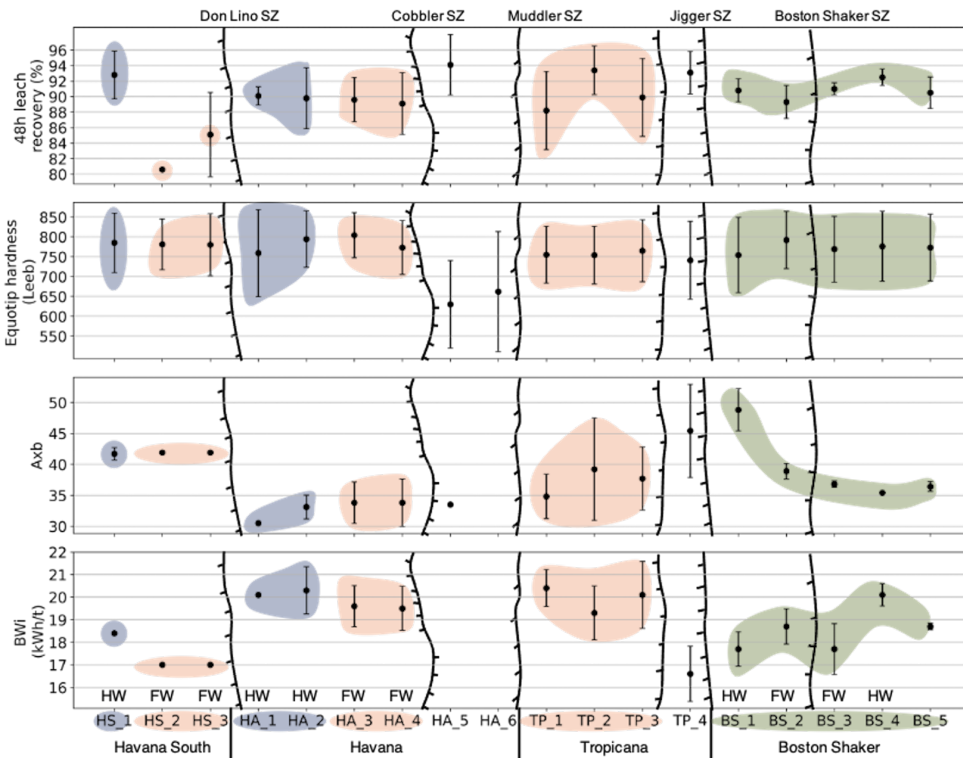 Don Lino SZ Cobbler SZ Muddler SZ Jigger SZ Boston Shaker SZ
48h leach
recovery (%)
96
94
92
90
88
86
84
82
80
Equotip hardness
(Leeb)
850
800
750
700
650
600
550
Axb
50
45
40
35
30
BWi
(kWh/t)
22
21
20
19
18
17
16
HW FW FW HW HW FW FW HW FW FW HW
HS_1 HS_2 HS_3 HA_1 HA_2 HA_3 HA_4 HA_5 HA_6 TP_1 TP_2 TP_3 TP_4 BS_1 BS_2 BS_3 BS_4 BS_5
Havana South Havana Tropicana Boston Shaker